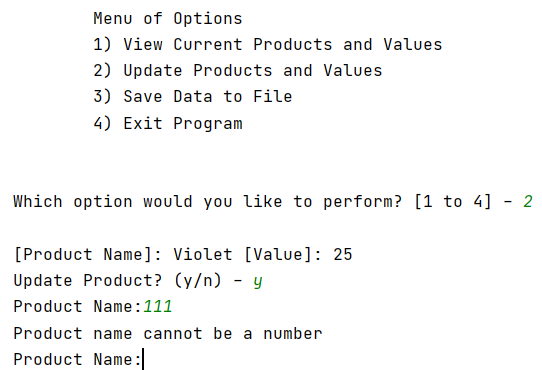 Menu of Options
1) View Current Products and Values
2) Update Products and Values
3) Save Data to File
4) Exit Program
Which option would you like to perform? [1 to 4] - 2
[Product Name]: Violet [Value]: 25
Update Product? (y/n) - y
Product Name:111
Product name cannot be a number
Product Name: